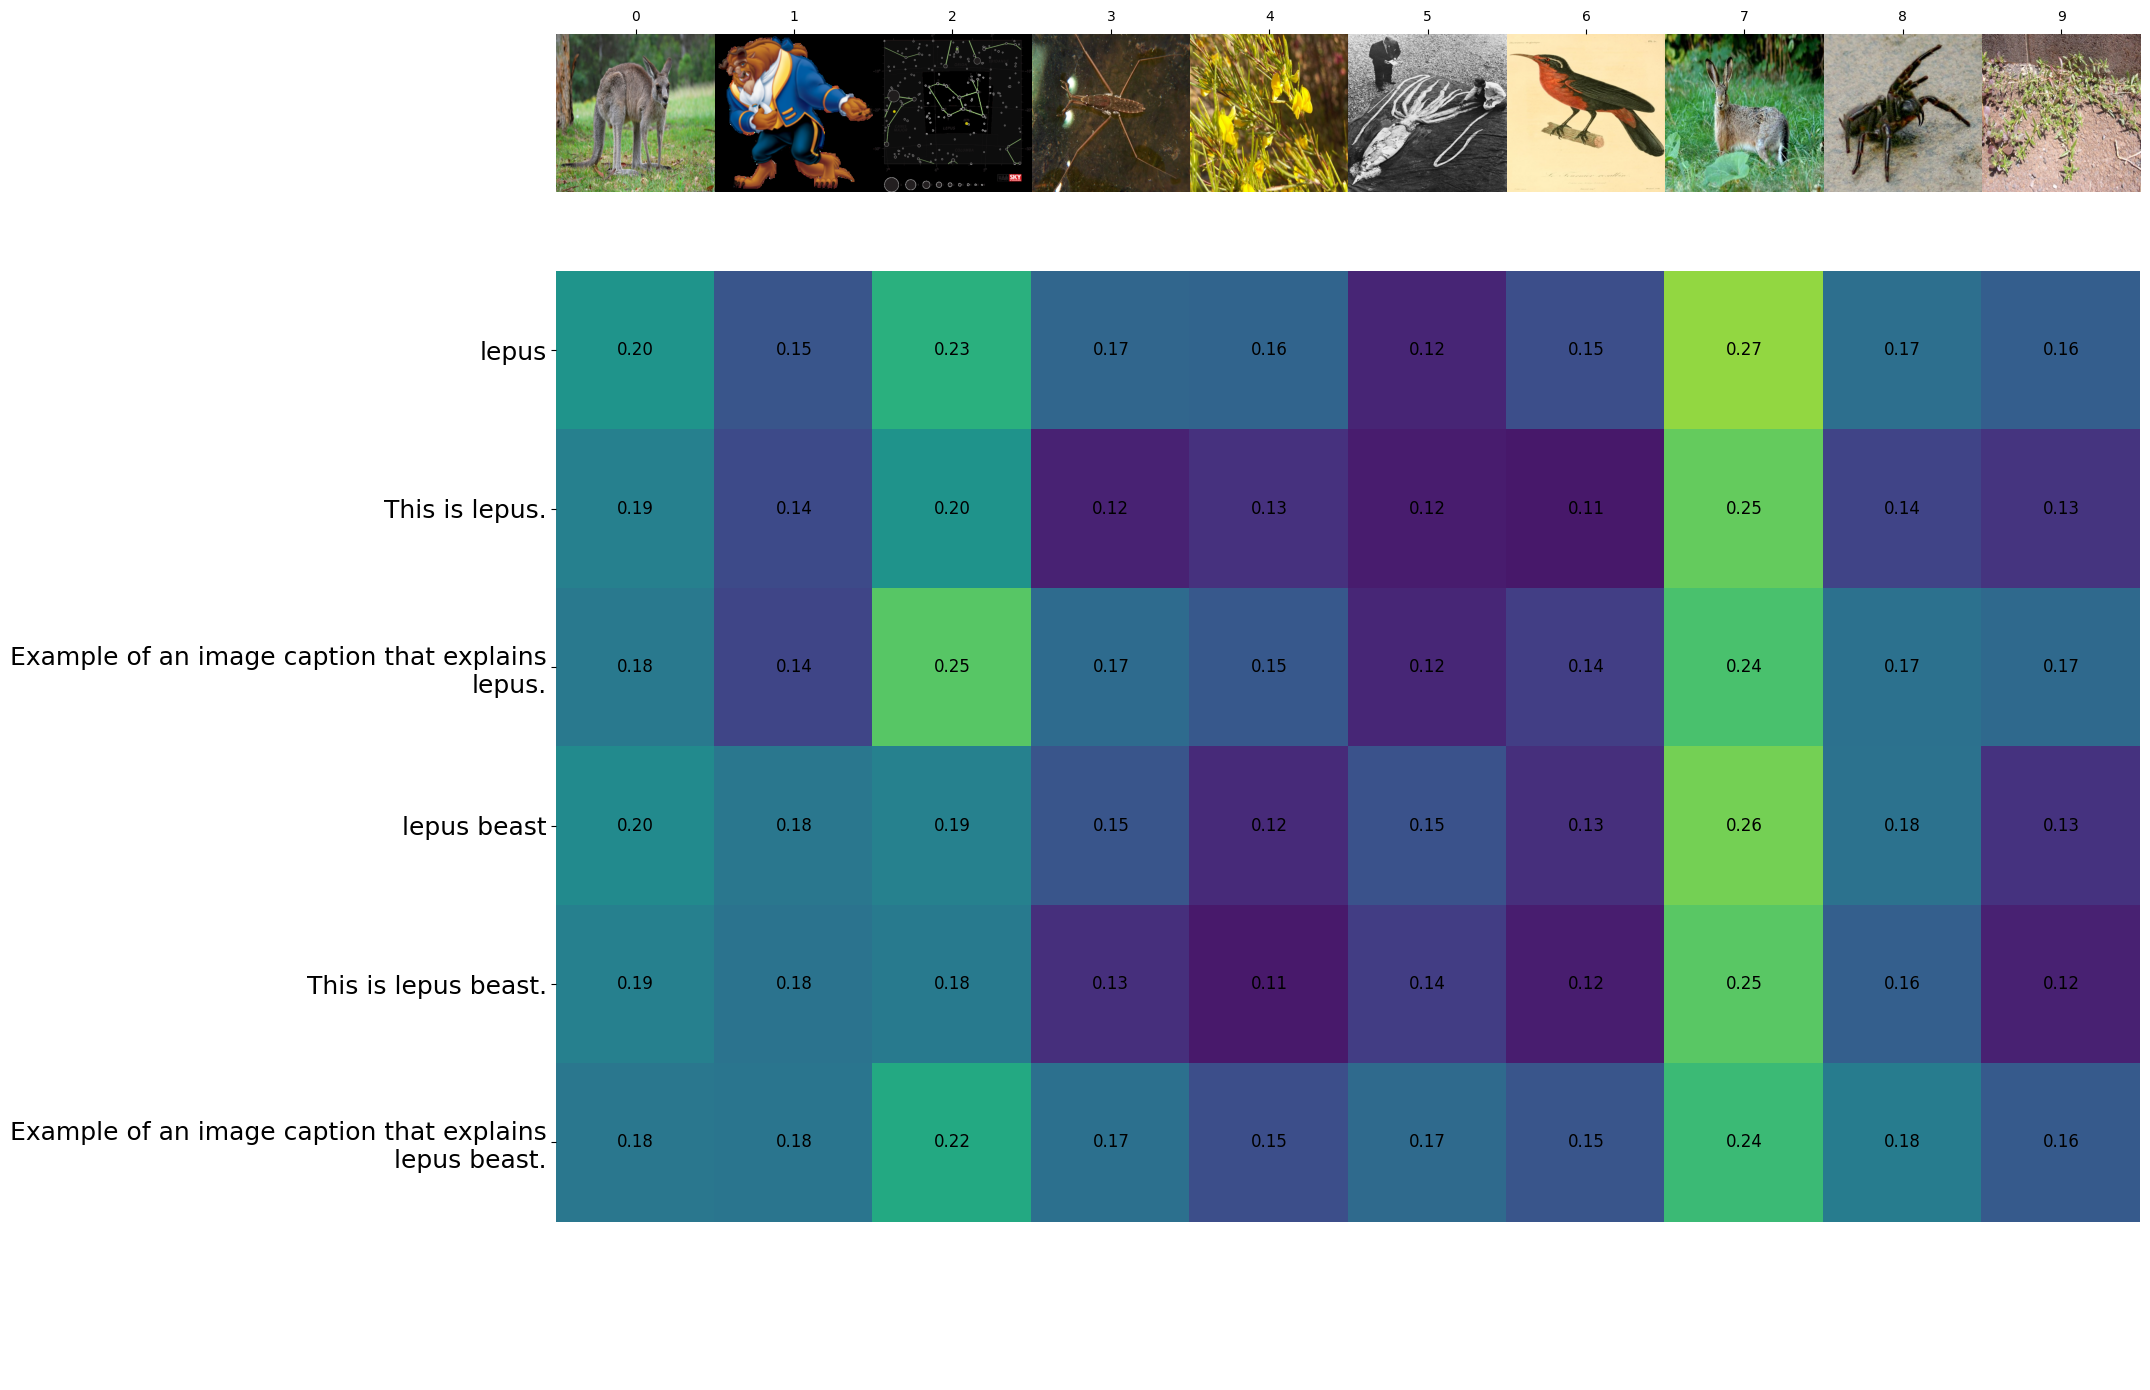 0 1 2 3 4 5 6 7 8 9
SKY
lepus 0.20 0.15 0.23 0.17 0.16 0.12 0.15 0.27 0.17 0.16
This is lepus. 0.19 0.14 0.20 0.12 0.13 0.12 0.11 0.25 0.14 0.13
Example of an image caption that explains
lepus. 0.18 0.14 0.25 0.17 0.15 0.12 0.14 0.24 0.17 0.17
lepus beast 0.20 0.18 0.19 0.15 0.12 0.15 0.13 0.26 0.18 0.13
This is lepus beast. 0.19 0.18 0.18 0.13 0.11 0.14 0.12 0.25 0.16 0.12
Example of an image caption that explains
lepus beast. 0.18 0.18 0.22 0.17 0.15 0.17 0.15 0.24 0.18 0.16